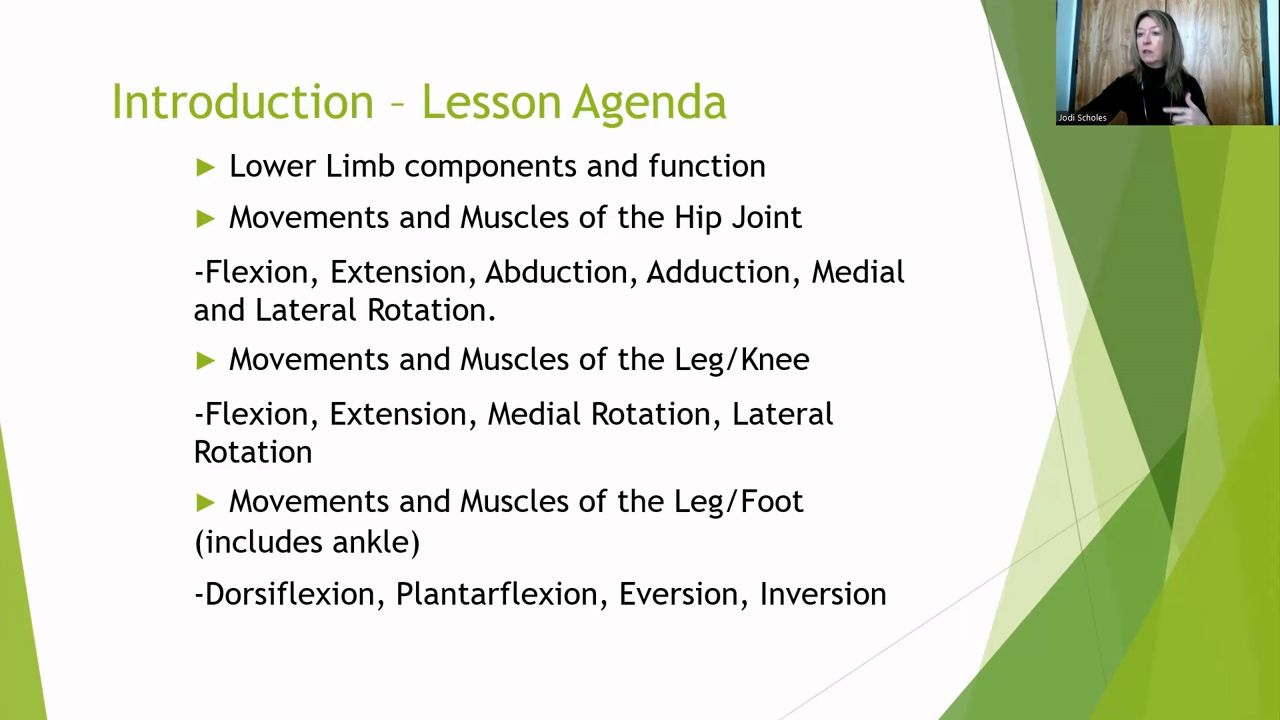 Introduction – Lesson Agenda
► Lower Limb components and function
► Movements and Muscles of the Hip Joint
-Flexion, Extension, Abduction, Adduction, Medial
and Lateral Rotation.
► Movements and Muscles of the Leg/Knee
-Flexion, Extension, Medial Rotation, Lateral
Rotation
► Movements and Muscles of the Leg/Foot
(includes ankle)
-Dorsiflexion, Plantarflexion, Eversion, Inversion
Jodi Scholes